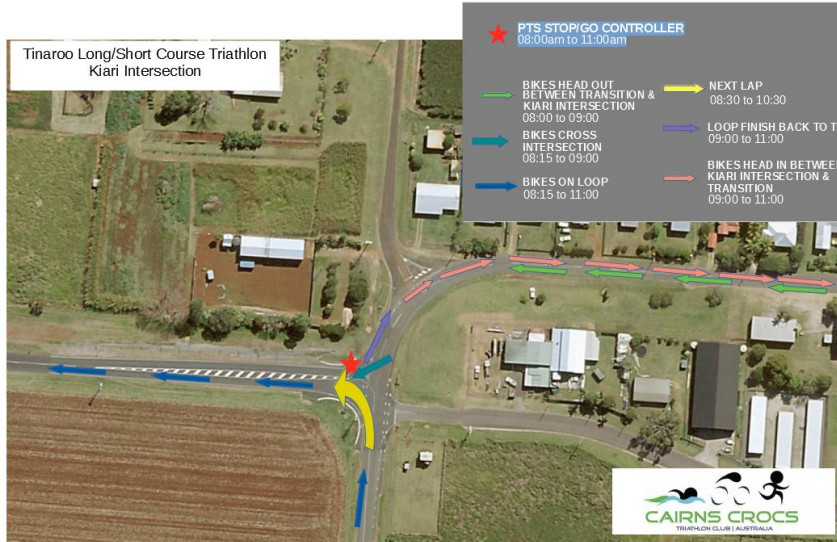 Tinaroo Long/Short Course Triathlon
Kiari Intersection
PTS STOP/GO CONTROLLER
08:00am to 11:00am
BIKES HEAD OUT
BETWEEN TRANSITION &
KIARI INTERSECTION
08:00 to 09:00
BIKES CROSS
INTERSECTION
08:15 to 09:00
BIKES ON LOOP
08:15 to 11:00
NEXT LAP
08:30 to 10:30
LOOP FINISH BACK TO T
09:00 to 11:00
BIKES HEAD IN BETWEE
KIARI INTERSECTION &
TRANSITION
09:00 to 11:00
CAIRNS CROCS
TRIATHLON CLUB | AUSTRALIA